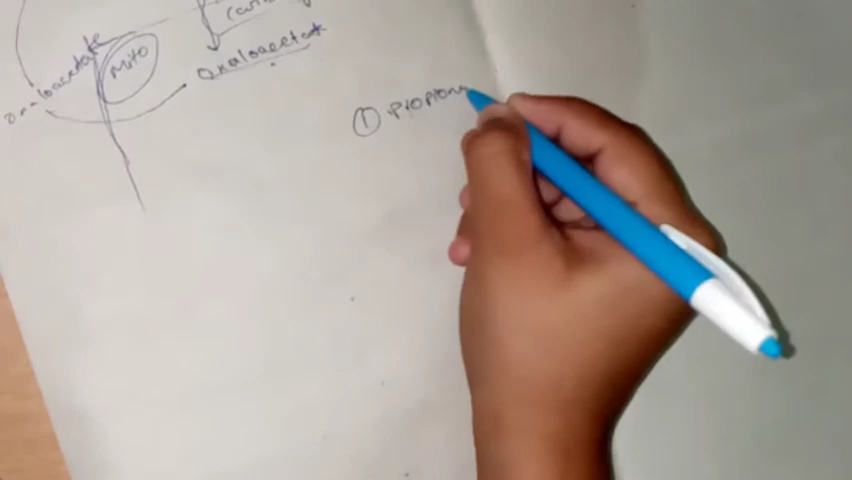 Oxaloacetate
Mito
Oxaloacetate
① Propion